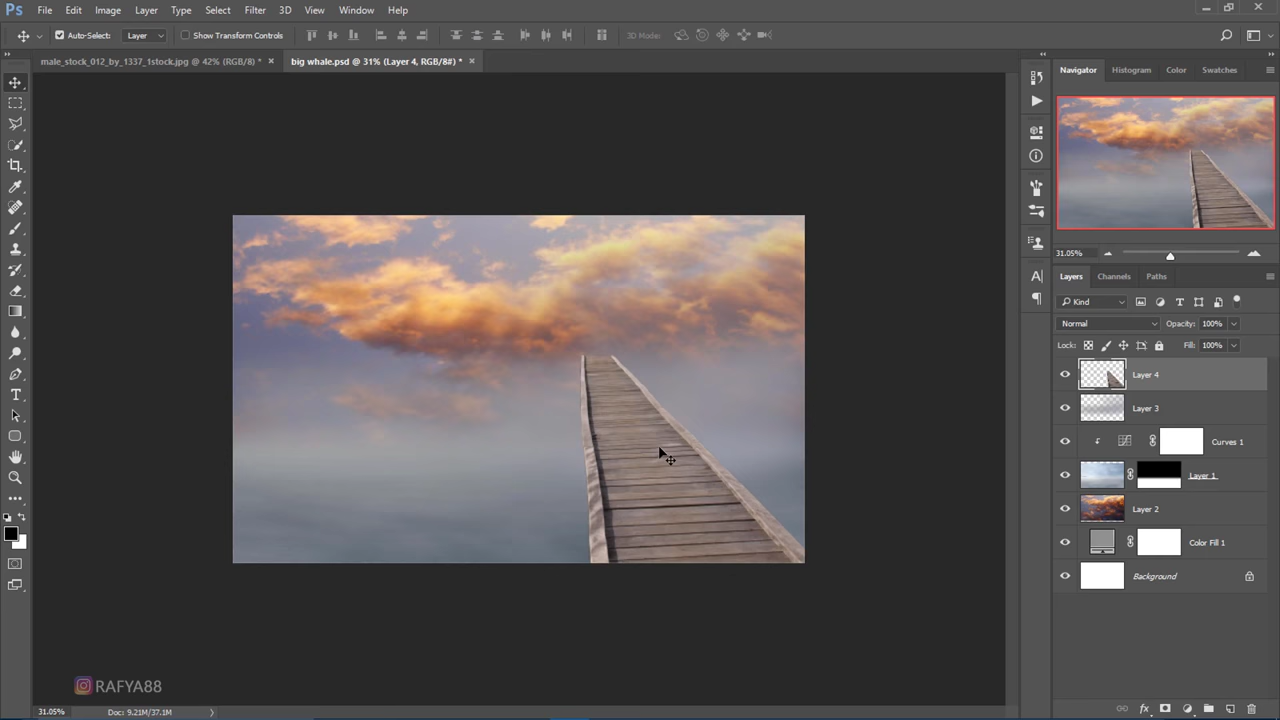 Ps File Edit Image Layer Type Select Filter 3D View Window Help
Auto-Select: Layer Show Transform Controls 3D Mode:
male_stock_012_by_1337_1stock.jpg @ 42% (RGB/8) * × big whale.psd @ 31% (Layer 4, RGB/8#) * ×
Navigator Histogram Color Swatches
31.05%
Layers Channels Paths
Kind
Normal Opacity: 100%
Lock: Fill: 100%
Layer 4
Layer 3
Curves 1
Layer 1
Layer 2
Color Fill 1
Background
RAFYA88
31.05% Doc: 9.21M/37.1M